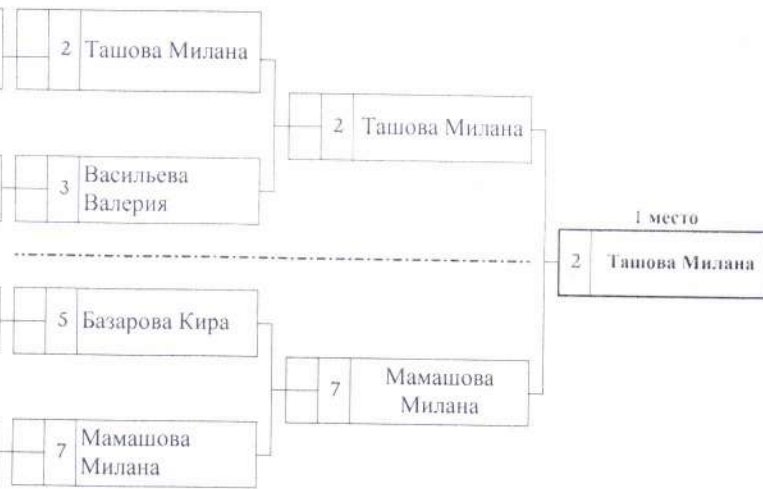 2 Ташова Милана
2 Ташова Милана
3 Васильева
Валерия
1 место
2 Ташова Милана
5 Базарова Кира
7 Мамашова
Милана
7 Мамашова
Милана